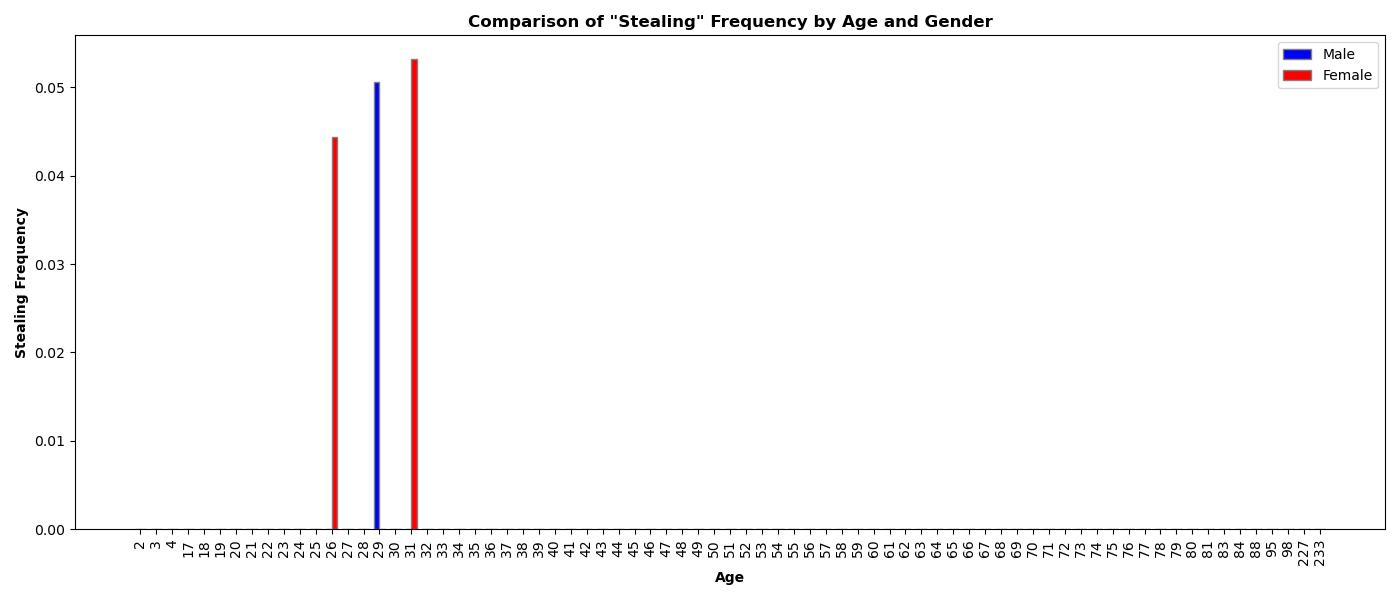 Comparison of "Stealing" Frequency by Age and Gender
Male
Female
Stealing Frequency
0.05
0.04
0.03
0.02
0.01
0.00
2 3 4 17 18 19 20 21 22 23 24 25 26 27 28 29 30 31 32 33 34 35 36 37 38 39 40 41 42 43 44 45 46 47 48 49 50 51 52 53 54 55 56 57 58 59 60 61 62 63 64 65 66 67 68 69 70 71 72 73 74 75 76 77 78 79 80 81 83 84 88 95 98 227 233
Age